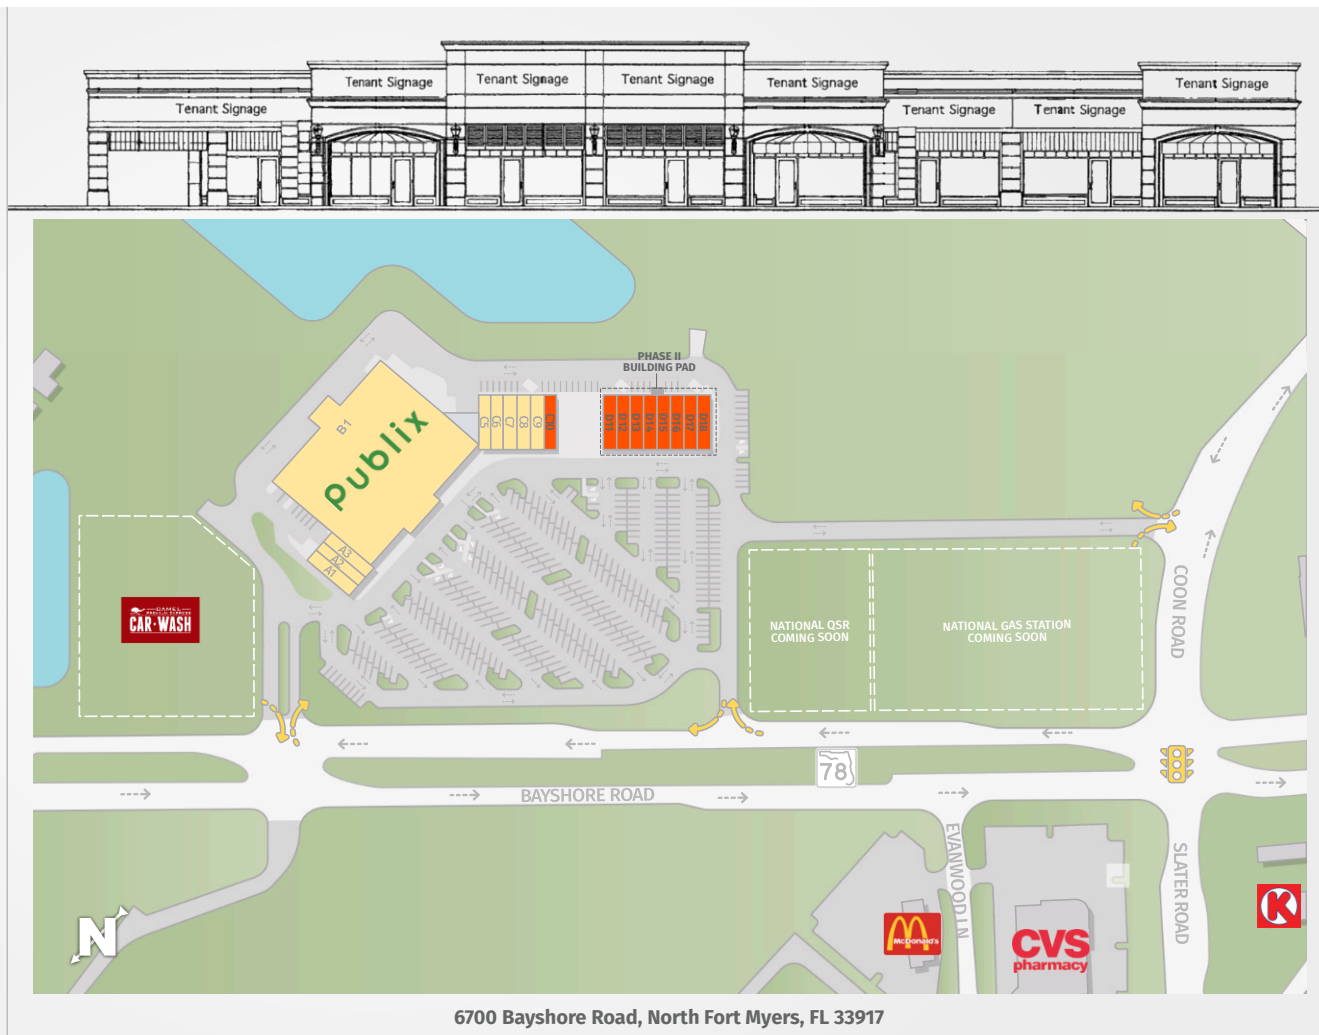 Tenant Signage
Tenant Signage
Tenant Signage
Tenant Signage
Tenant Signage
Tenant Signage
Tenant Signage
Tenant Signage
PHASE II
BUILDING PAD
B1
Publix
C5
C6
C7
C8
C9
C10
D11
D12
D13
D14
D15
D16
D17
D18
A3
A2
A1
CAMEL
PREMIUM EXPRESS
CAR·WASH
NATIONAL QSR
COMING SOON
NATIONAL GAS STATION
COMING SOON
COON ROAD
78
BAYSHORE ROAD
EVANWOOD LN
SLATER ROAD
N
McDonald's
CVS
pharmacy
K
6700 Bayshore Road, North Fort Myers, FL 33917